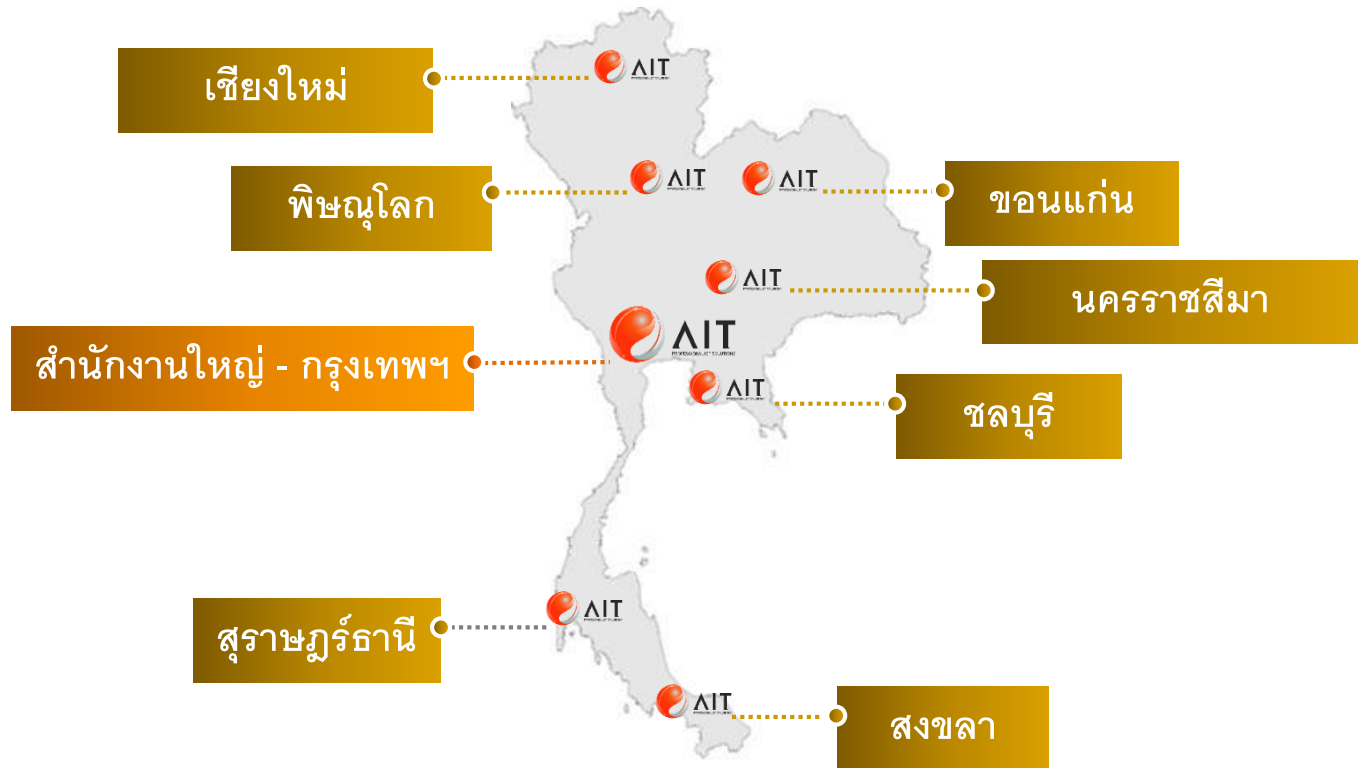 เชียงใหม่
AIT
พิษณุโลก
AIT
AIT
ขอนแก่น
AIT
นครราชสีมา
สำนักงานใหญ่ - กรุงเทพฯ
AIT
PROFESSIONAL ICT SOLUTIONS
AIT
ชลบุรี
สุราษฎร์ธานี
AIT
AIT
สงขลา